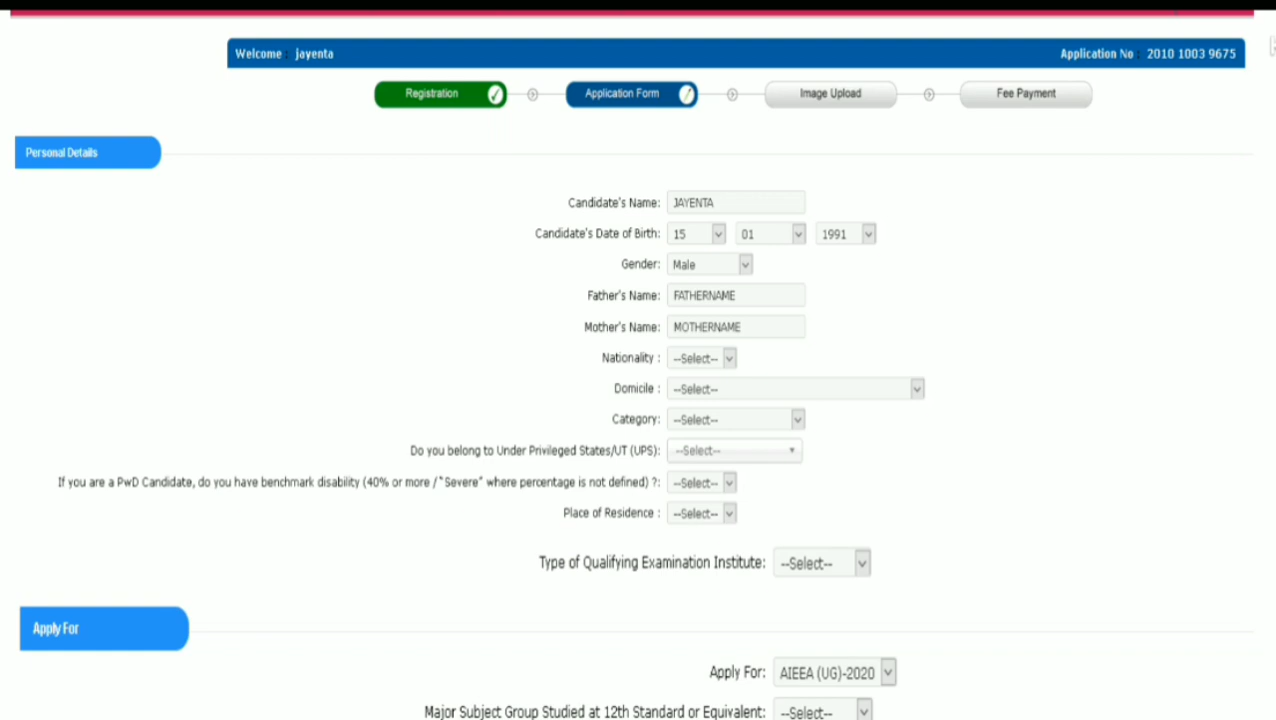 Welcome : jayenta Application No : 2010 1003 9675
Registration Application Form Image Upload Fee Payment
Personal Details
Candidate's Name: JAYENTA
Candidate's Date of Birth: 15 01 1991
Gender: Male
Father's Name: FATHERNAME
Mother's Name: MOTHERNAME
Nationality : --Select--
Domicile : --Select--
Category: --Select--
Do you belong to Under Privileged States/UT (UPS): --Select--
If you are a PwD Candidate, do you have benchmark disability (40% or more /"Severe" where percentage is not defined) ?: --Select--
Place of Residence : --Select--
Type of Qualifying Examination Institute: --Select--
Apply For
Apply For: AIEEA (UG)-2020
Major Subject Group Studied at 12th Standard or Equivalent: --Select--